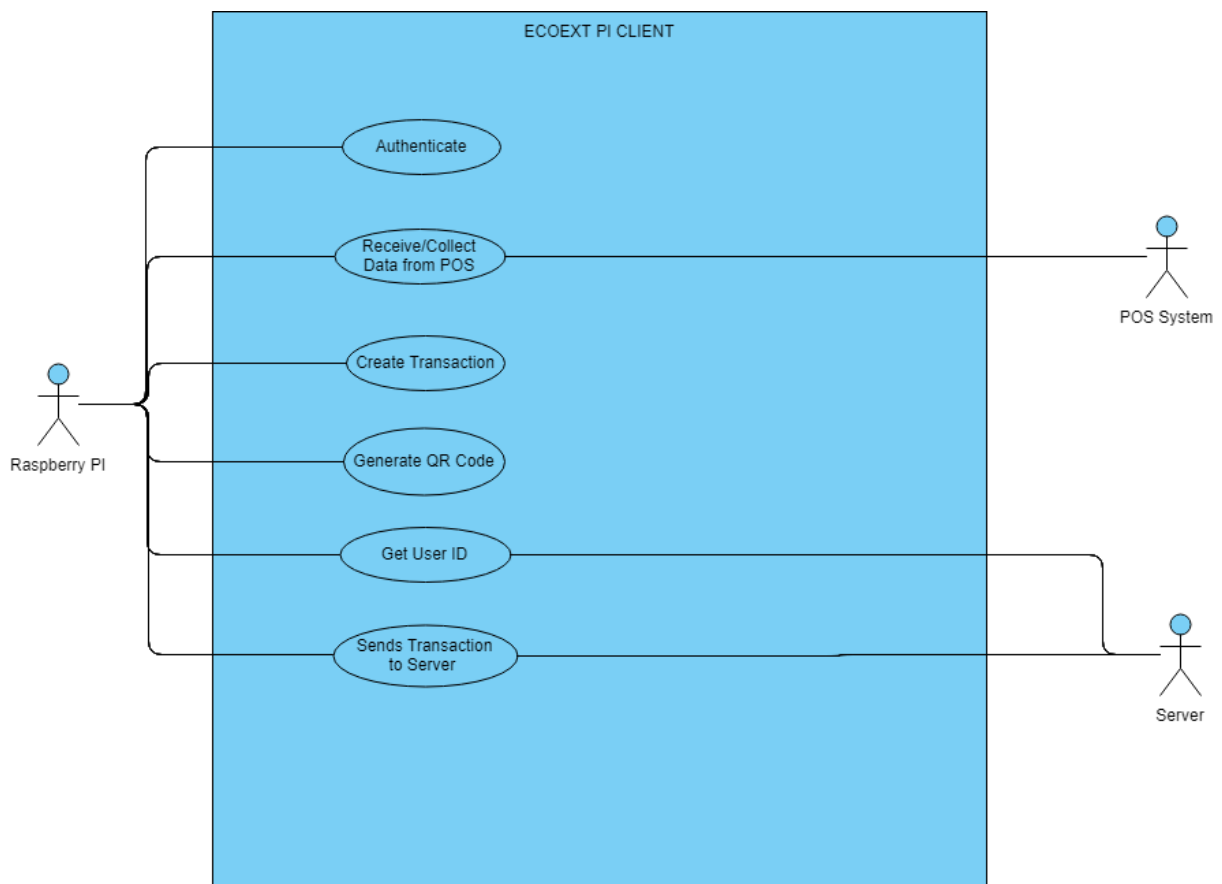 ECOEXT PI CLIENT
Authenticate
Receive/Collect
Data from POS
POS System
Create Transaction
Raspberry PI
Generate QR Code
Get User ID
Sends Transaction
to Server
Server